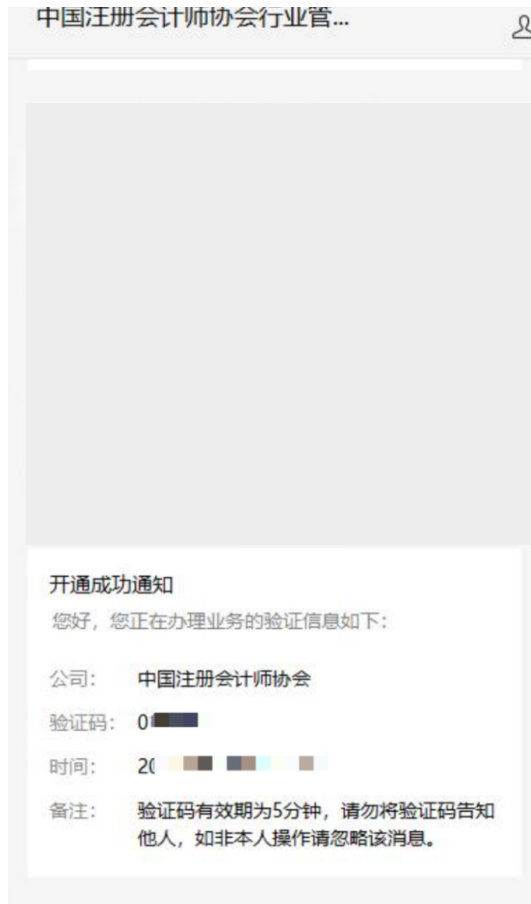 中国注册会计师协会行业管...
开通成功通知
您好，您正在办理业务的验证信息如下：
公司： 中国注册会计师协会
验证码： 0
时间： 20
备注： 验证码有效期为5分钟，请勿将验证码告知
他人，如非本人操作请忽略该消息。